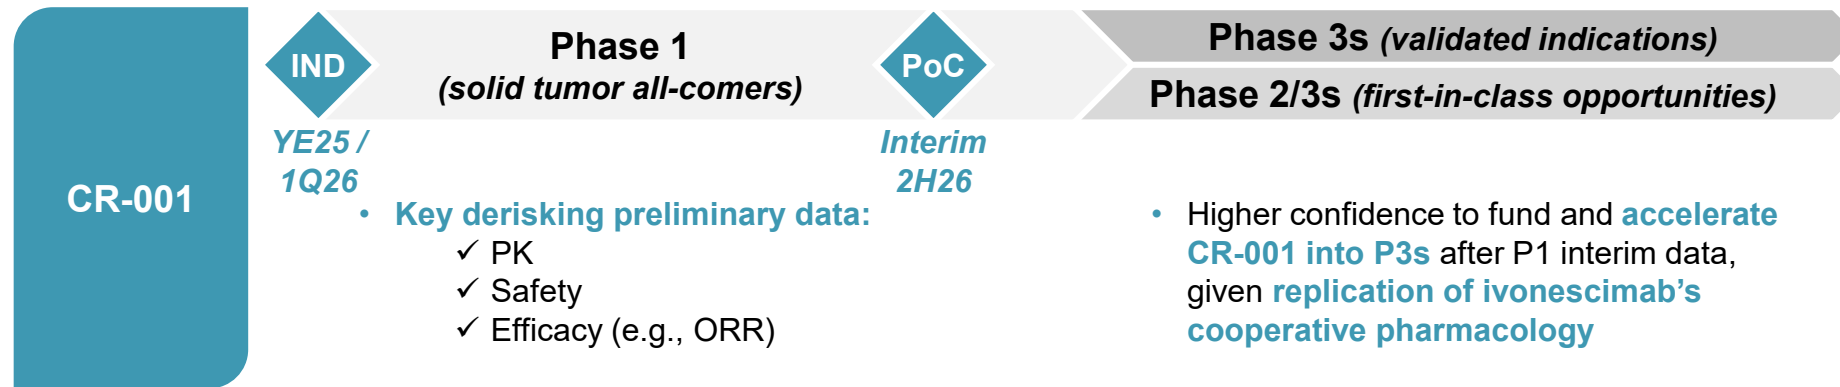 CR-001
IND
Phase 1
(solid tumor all-comers)
PoC
Phase 3s (validated indications)
Phase 2/3s (first-in-class opportunities)
YE25 /
1Q26
Interim
2H26
• Key derisking preliminary data:
✓ PK
✓ Safety
✓ Efficacy (e.g., ORR)
• Higher confidence to fund and accelerate
CR-001 into P3s after P1 interim data,
given replication of ivonescimab’s
cooperative pharmacology